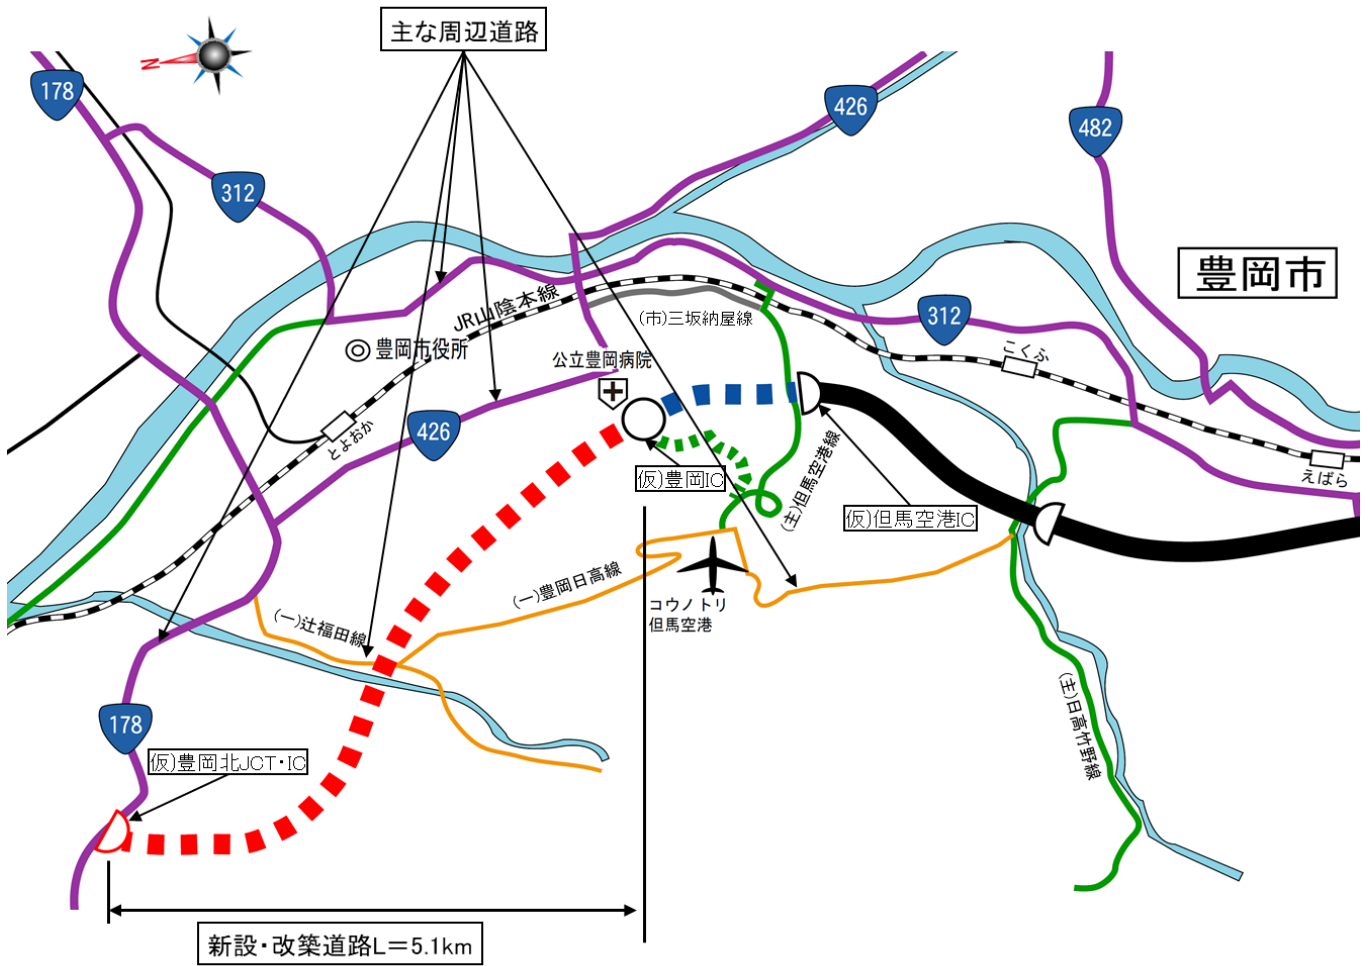 主な周辺道路
N
178
426
482
312
豊岡市
JR山陰本線
(市)三坂納屋線
312
こくふ
豊岡市役所
公立豊岡病院
426
とよおか
えばら
(仮)豊岡IC
(主)但馬空港線
(仮)但馬空港IC
(一)豊岡日高線
コウノトリ
但馬空港
(一)辻福田線
(主)日高竹野線
178
(仮)豊岡北JCT・IC
新設・改築道路L=5.1km